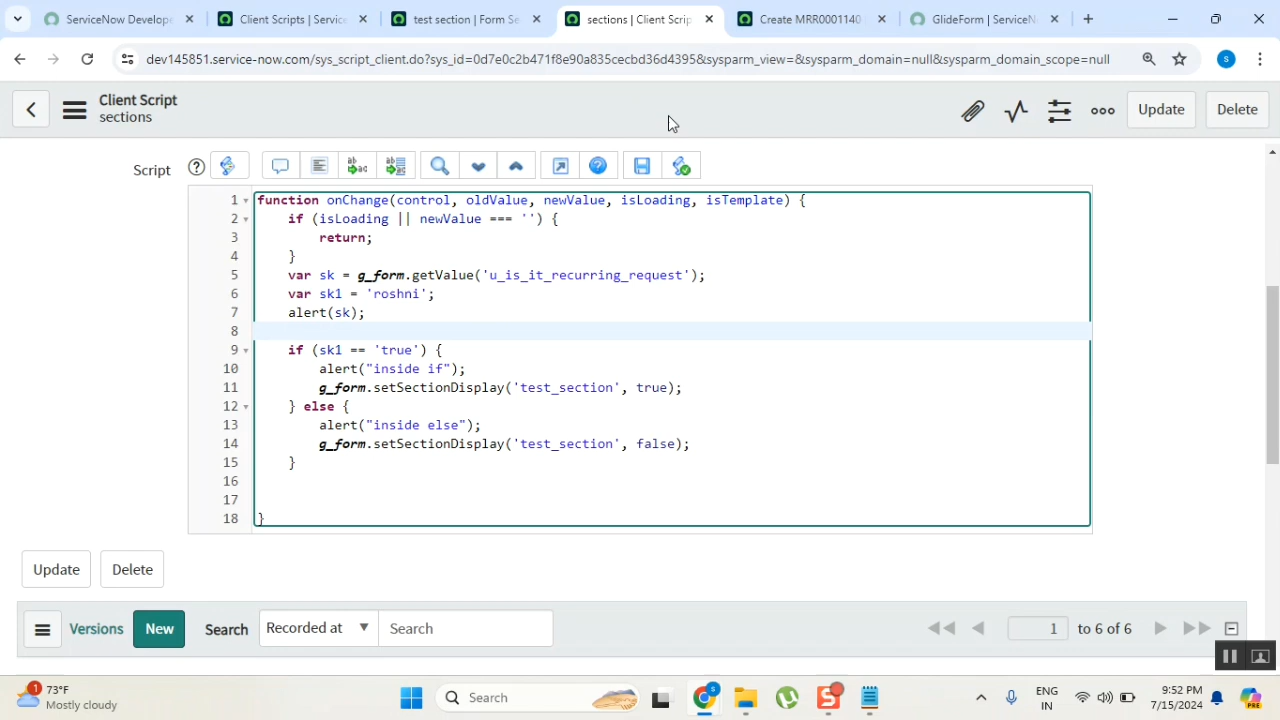 ServiceNow Develope
Client Scripts | Service
test section | Form Se
sections | Client Scrip
Create MRR0001140
GlideForm | ServiceN
dev145851.service-now.com/sys_script_client.do?sys_id=0d7e0c2b471f8e90a835cecbd36d4395&sysparm_view=&sysparm_domain=null&sysparm_domain_scope=null
s
Client Script
sections
Update
Delete
Script
1 function onChange(control, oldValue, newValue, isLoading, isTemplate) {
2 if (isLoading || newValue === '') {
3 return;
4 }
5 var sk = g_form.getValue('u_is_it_recurring_request');
6 var sk1 = 'roshni';
7 alert(sk);
8
9 if (sk1 == 'true') {
10 alert("inside if");
11 g_form.setSectionDisplay('test_section', true);
12 } else {
13 alert("inside else");
14 g_form.setSectionDisplay('test_section', false);
15 }
16
17
18 }
Update
Delete
Versions
New
Search
Recorded at
Search
1
to 6 of 6
1
73°F
Mostly cloudy
Search
ENG
IN
9:52 PM
7/15/2024